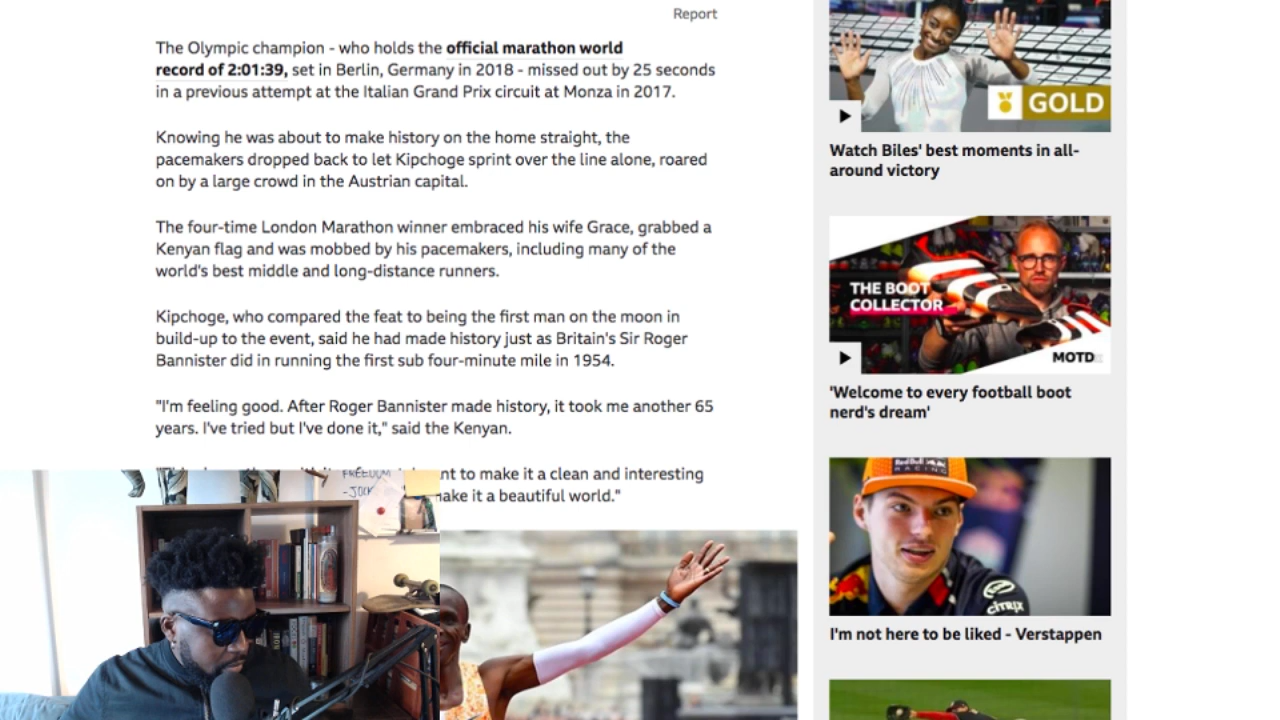 Report
The Olympic champion - who holds the official marathon world
record of 2:01:39, set in Berlin, Germany in 2018 - missed out by 25 seconds
in a previous attempt at the Italian Grand Prix circuit at Monza in 2017.
Knowing he was about to make history on the home straight, the
pacemakers dropped back to let Kipchoge sprint over the line alone, roared
on by a large crowd in the Austrian capital.
The four-time London Marathon winner embraced his wife Grace, grabbed a
Kenyan flag and was mobbed by his pacemakers, including many of the
world's best middle and long-distance runners.
Kipchoge, who compared the feat to being the first man on the moon in
build-up to the event, said he had made history just as Britain's Sir Roger
Bannister did in running the first sub four-minute mile in 1954.
"I'm feeling good. After Roger Bannister made history, it took me another 65
years. I've tried but I've done it," said the Kenyan.
to make it a clean and interesting
it a beautiful world."
FREEDOM
GOLD
Watch Biles' best moments in all-
around victory
THE BOOT
COLLECTOR
MOTD
'Welcome to every football boot
nerd's dream'
Red Bull
RACING
CITRIX
I'm not here to be liked - Verstappen